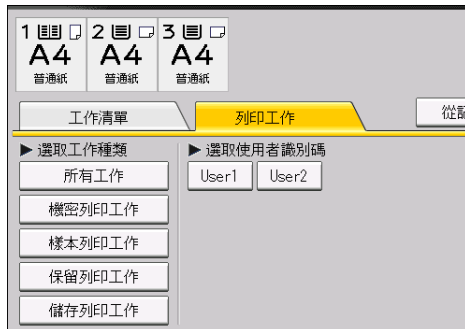 1 2 3
A4 A4 A4
普通紙 普通紙 普通紙
工作清單 列印工作
▶ 選取工作種類 ▶ 選取使用者識別碼
所有工作 User1 User2
機密列印工作
樣本列印工作
保留列印工作
儲存列印工作